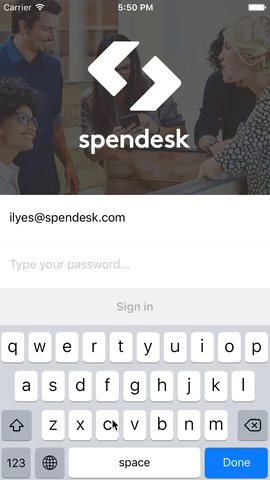 Carrier 5:50 PM
spendesk
ilyes@spendesk.com
Type your password...
Sign in
q w e r t y u i o p
a s d f g h j k l
z x c v b n m
123 space Done